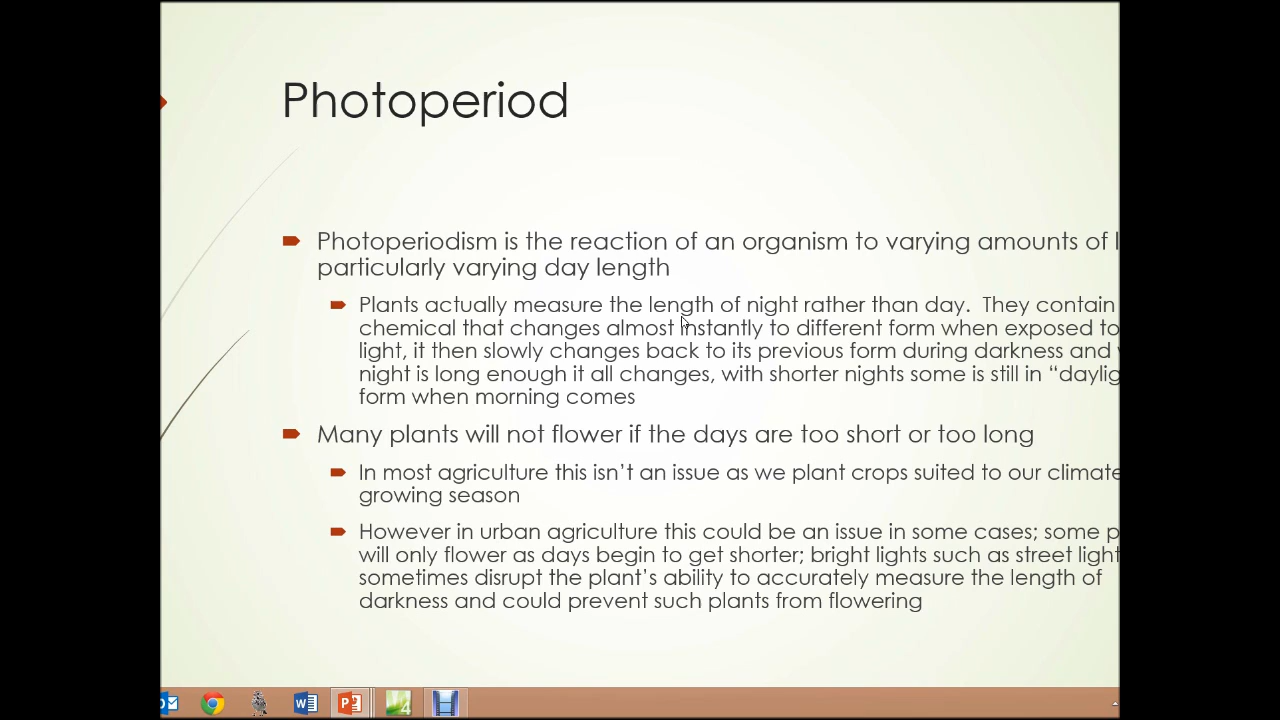 Photoperiod
Photoperiodism is the reaction of an organism to varying amounts of
particularly varying day length
Plants actually measure the length of night rather than day. They contain
chemical that changes almost instantly to different form when exposed to
light, it then slowly changes back to its previous form during darkness and
night is long enough it all changes, with shorter nights some is still in “daylig
form when morning comes
Many plants will not flower if the days are too short or too long
In most agriculture this isn’t an issue as we plant crops suited to our climate
growing season
However in urban agriculture this could be an issue in some cases; some p
will only flower as days begin to get shorter; bright lights such as street light
sometimes disrupt the plant’s ability to accurately measure the length of
darkness and could prevent such plants from flowering